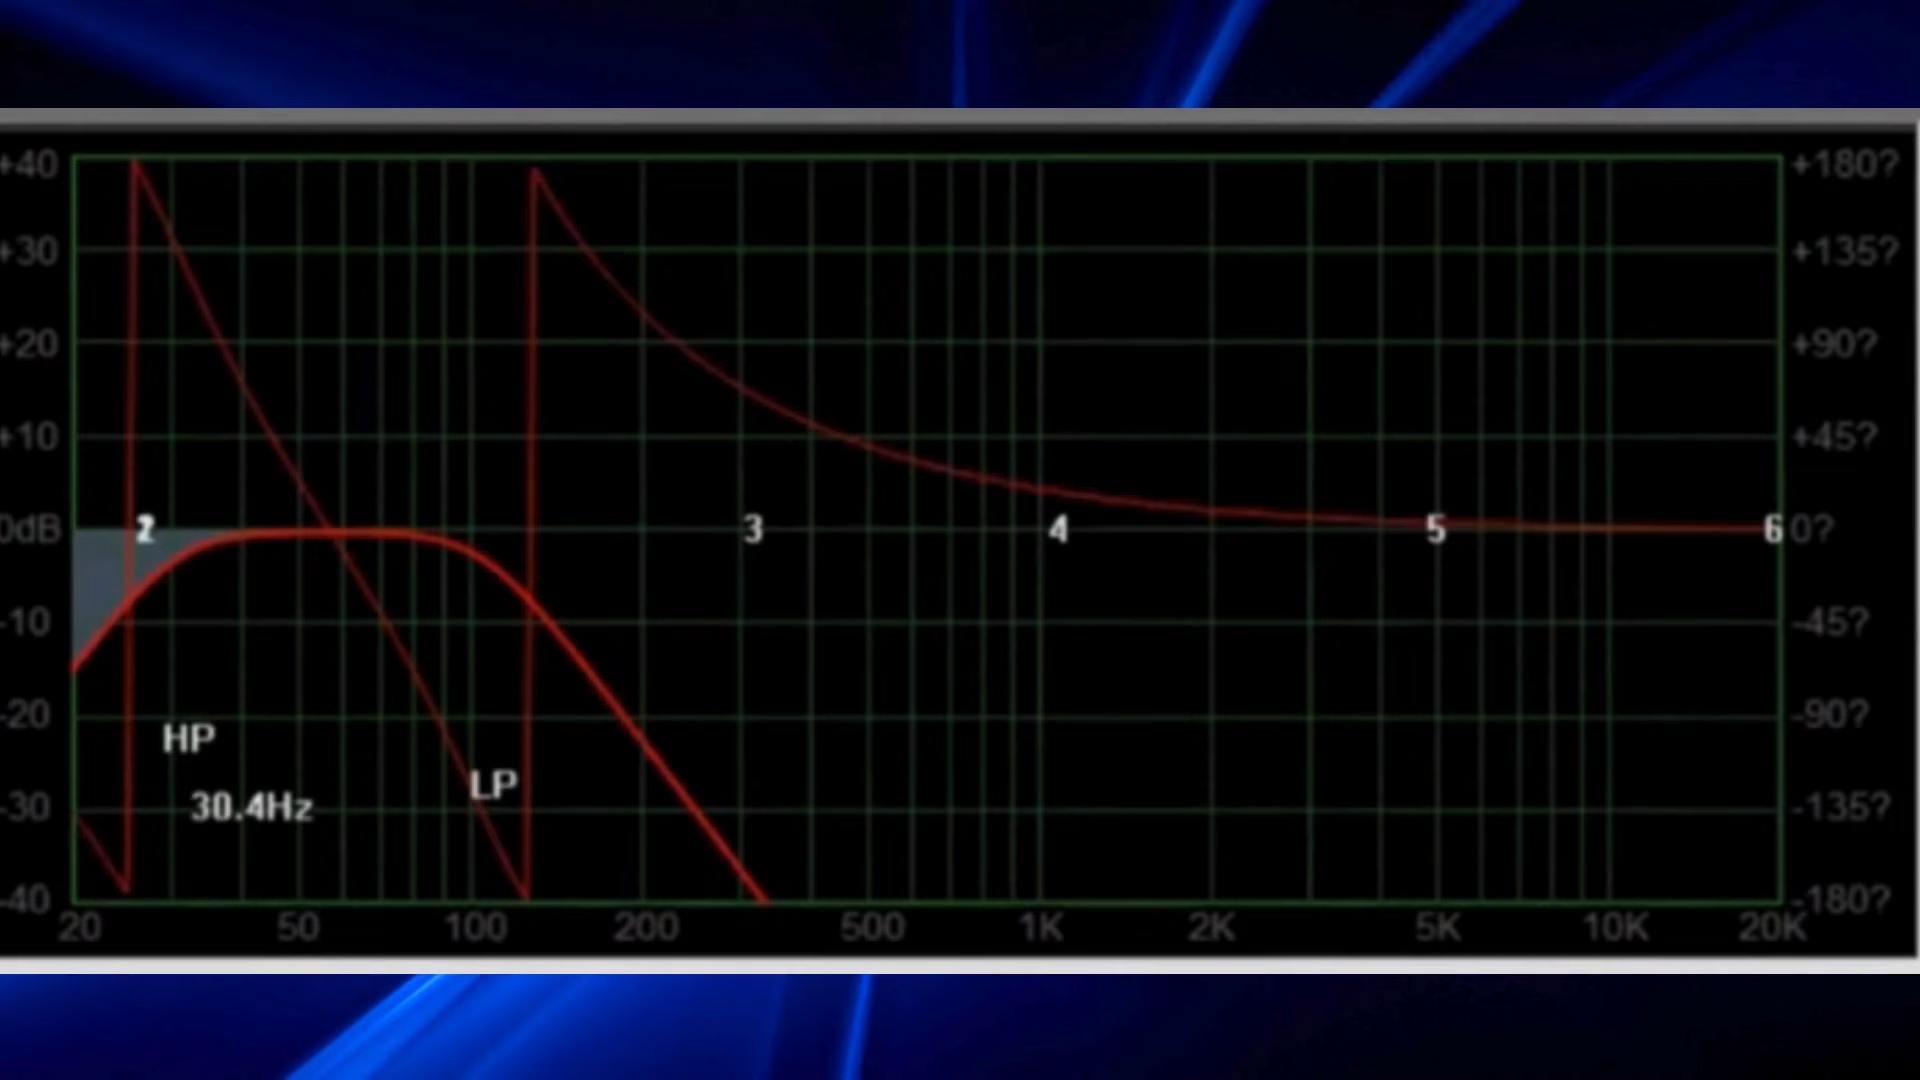 +40 +180?
+30 +135?
+20 +90?
+10 +45?
0dB 2 3 4 5 6 0?
-10 -45?
-20 -90?
HP
LP
-30 30.4Hz -135?
-40 -180?
20 50 100 200 500 1K 2K 5K 10K 20K